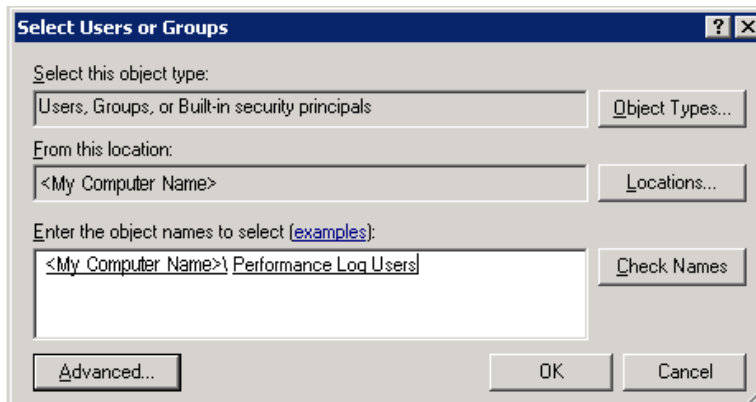 Select Users or Groups
Select this object type:
Users, Groups, or Built-in security principals
Object Types...
From this location:
<My Computer Name>
Locations...
Enter the object names to select (examples):
<My Computer Name>\ Performance Log Users
Check Names
Advanced...
OK
Cancel